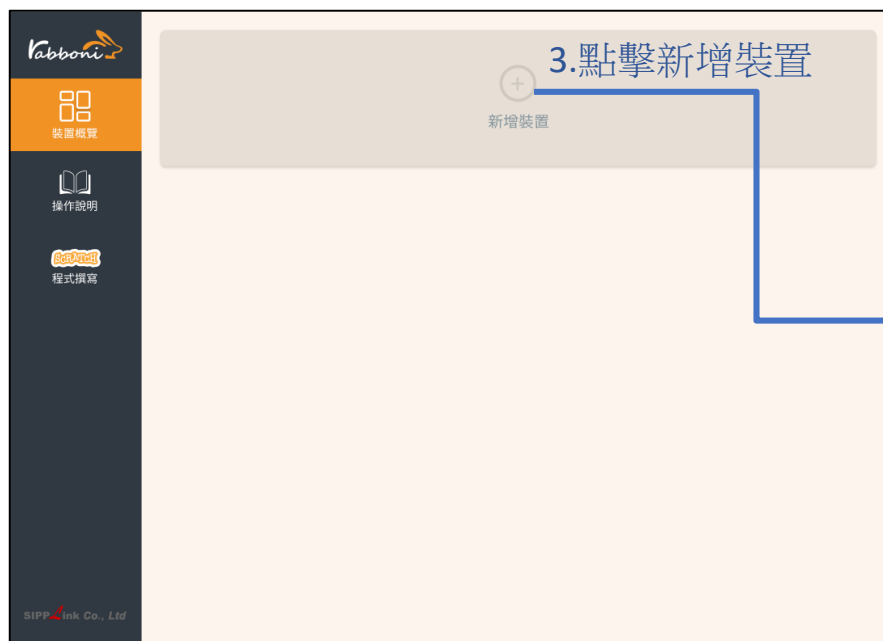 rabboni
3.點擊新增裝置
新增裝置
裝置概覽
操作說明
SCRATCH
程式撰寫
SIPPLink Co., Ltd